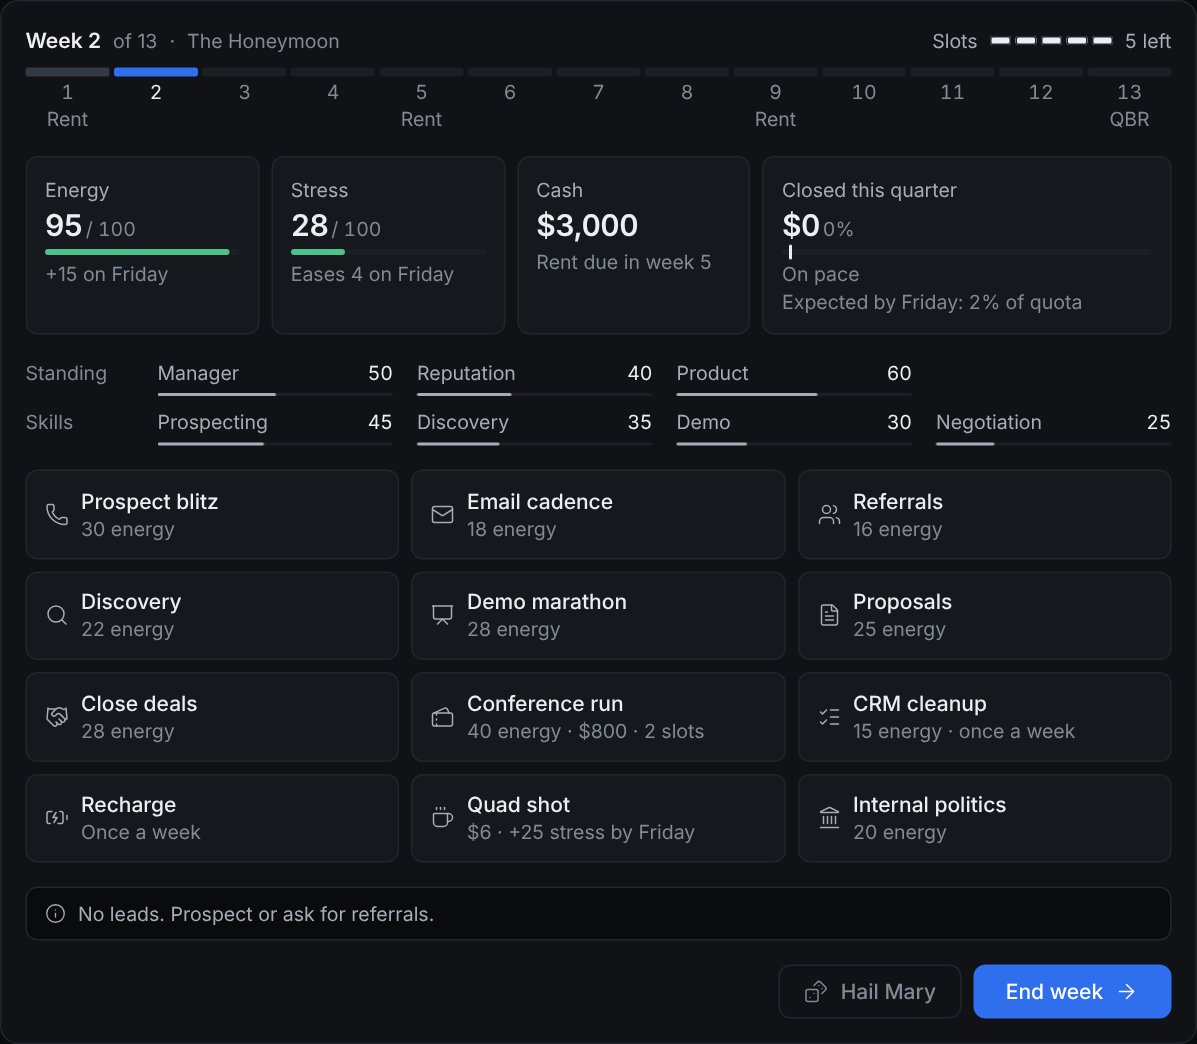 Week 2 of 13 · The Honeymoon
Slots 5 left
1 2 3 4 5 6 7 8 9 10 11 12 13
Rent Rent Rent QBR
Energy
95 / 100
+15 on Friday
Stress
28 / 100
Eases 4 on Friday
Cash
$3,000
Rent due in week 5
Closed this quarter
$0 0%
On pace
Expected by Friday: 2% of quota
Standing Manager 50 Reputation 40 Product 60
Skills Prospecting 45 Discovery 35 Demo 30 Negotiation 25
Prospect blitz
30 energy
Email cadence
18 energy
Referrals
16 energy
Discovery
22 energy
Demo marathon
28 energy
Proposals
25 energy
Close deals
28 energy
Conference run
40 energy · $800 · 2 slots
CRM cleanup
15 energy · once a week
Recharge
Once a week
Quad shot
$6 · +25 stress by Friday
Internal politics
20 energy
No leads. Prospect or ask for referrals.
Hail Mary
End week →